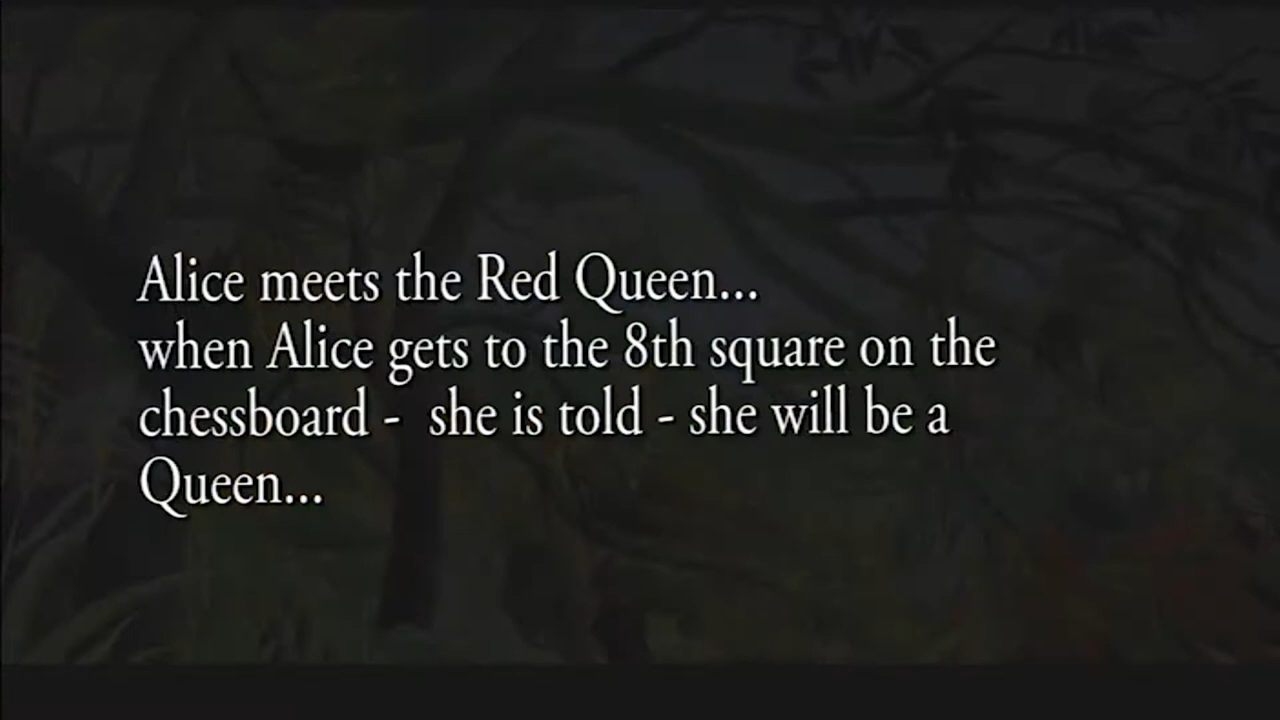 Alice meets the Red Queen...
when Alice gets to the 8th square on the
chessboard -  she is told - she will be a
Queen...